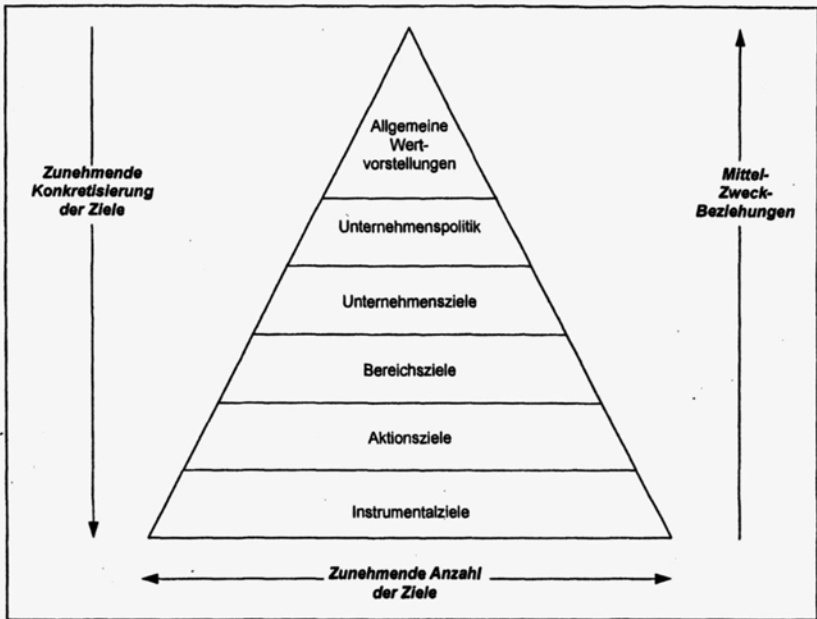 Allgemeine
Wert-
vorstellungen
Zunehmende
Konkretisierung
der Ziele
Mittel-
Zweck-
Beziehungen
Unternehmenspolitik
Unternehmensziele
Bereichsziele
Aktionsziele
Instrumentalziele
Zunehmende Anzahl
der Ziele